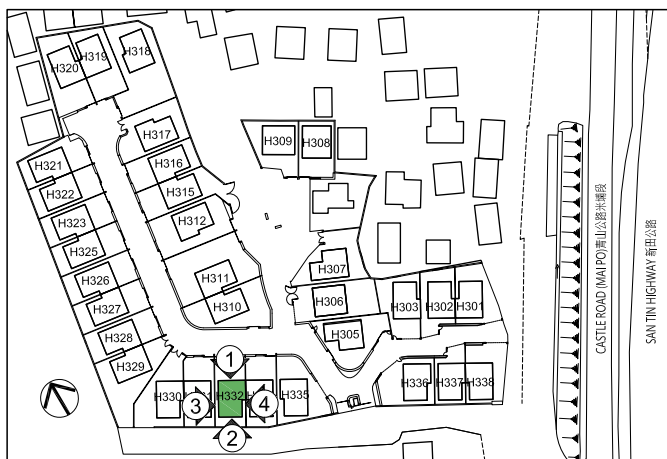 H318
H319
H320
H317
H309
H308
H316
H321
H315
H322
H312
H323
H325
H307
H311
H326
H306
H303
H302
H301
H310
H327
H305
H328
H329
1
H336
H337
H338
H330
H332
H335
3
4
2
CASTLE ROAD (MAI PO)青山公路米埔段
SAN TIN HIGHWAY 新田公路